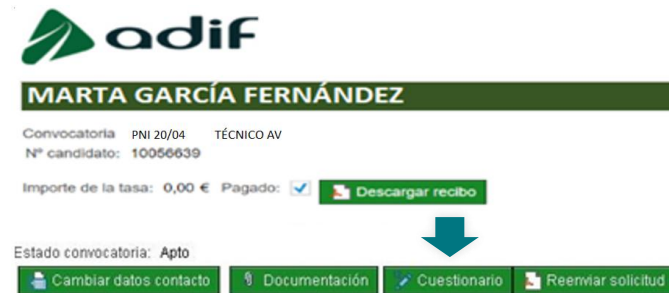 adif
MARTA GARCÍA FERNÁNDEZ
Convocatoria PNI 20/04 TÉCNICO AV
Nº candidato: 10056639
Importe de la tasa: 0,00 € Pagado: Descargar recibo
Estado convocatoria: Apto
Cambiar datos contacto Documentación Cuestionario Reenviar solicitud